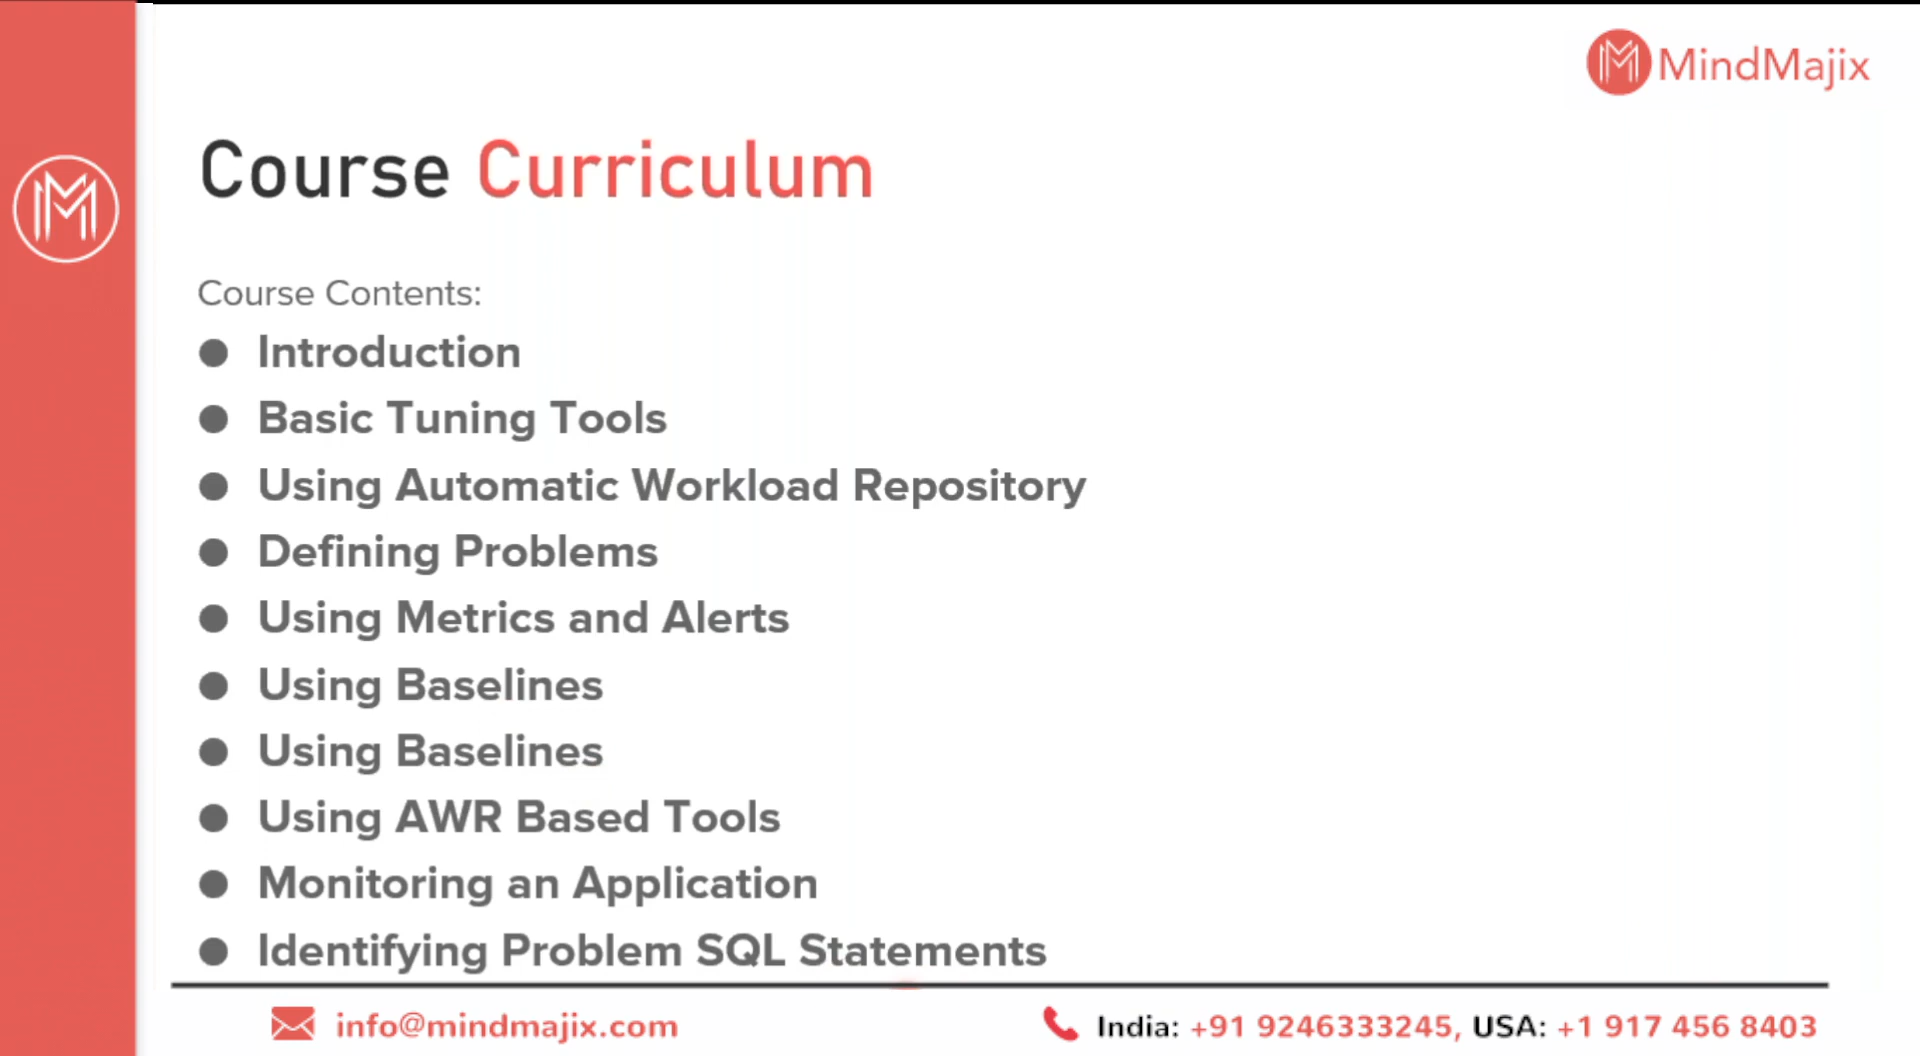 MindMajix
Course Curriculum
Course Contents:
● Introduction
● Basic Tuning Tools
● Using Automatic Workload Repository
● Defining Problems
● Using Metrics and Alerts
● Using Baselines
● Using Baselines
● Using AWR Based Tools
● Monitoring an Application
● Identifying Problem SQL Statements
info@mindmajix.com
India: +91 9246333245, USA: +1 917 456 8403